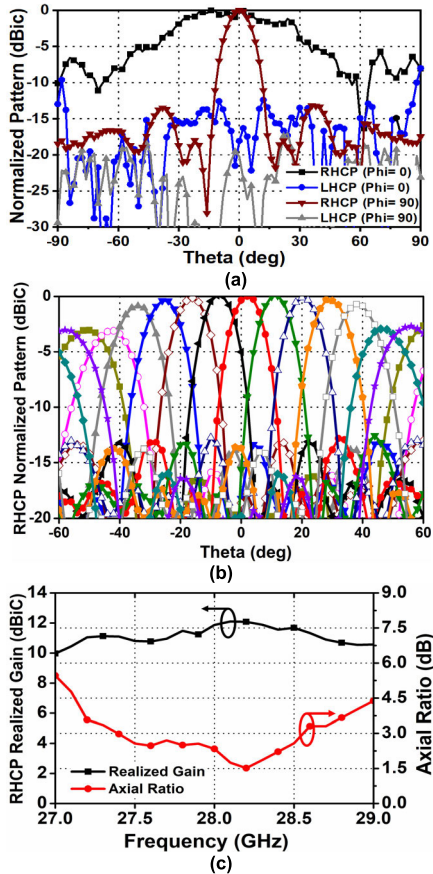 Normalized Pattern (dBic)
0
-5
-10
-15
-20
-25
-30
RHCP (Phi= 0)
LHCP (Phi= 0)
RHCP (Phi= 90)
LHCP (Phi= 90)
-90 -60 -30 0 30 60 90
Theta (deg)
(a)
RHCP Normalized Pattern (dBic)
0
-5
-10
-15
-20
-60 -40 -20 0 20 40 60
Theta (deg)
(b)
RHCP Realized Gain (dBiC)
14
12
10
8
6
4
2
0
Realized Gain
Axial Ratio
9.0
7.5
6.0
4.5
3.0
1.5
0.0
Axial Ratio (dB)
27.0 27.5 28.0 28.5 29.0
Frequency (GHz)
(c)